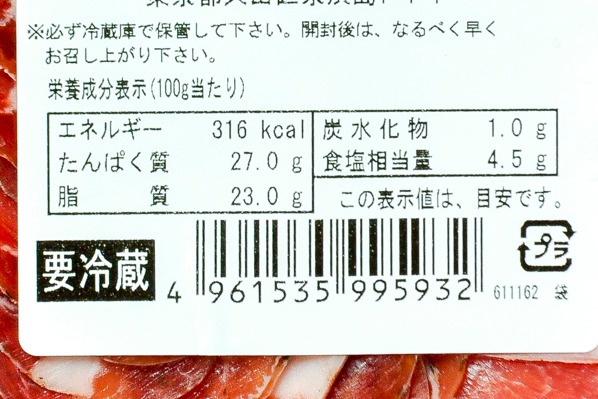 ※必ず冷蔵庫で保管して下さい。開封後は、なるべく早く
お召し上がり下さい。
栄養成分表示(100g当たり)
エネルギー 316 kcal 炭水化物 1.0 g
たんぱく質 27.0 g 食塩相当量 4.5 g
脂 質 23.0 g この表示値は、目安です。
要冷蔵 プラ
4 961535 995932 611162 袋